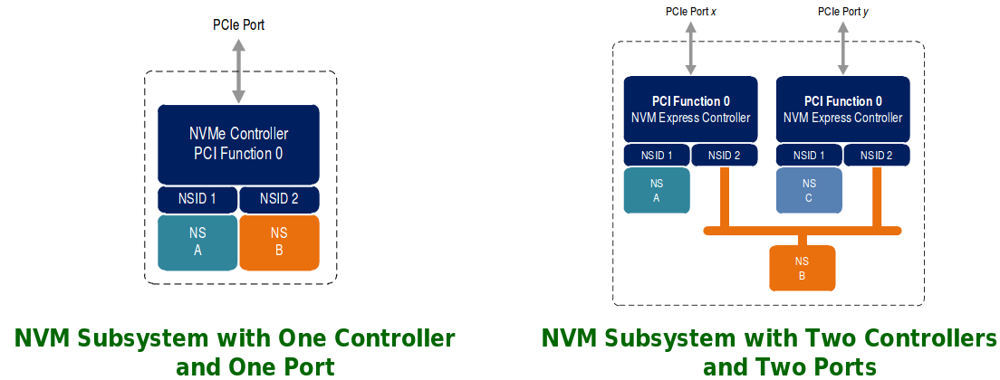 PCIe Port
NVMe Controller
PCI Function 0
NSID 1
NSID 2
NS
A
NS
B
NVM Subsystem with One Controller
and One Port
PCIe Port x
PCIe Port y
PCI Function 0
NVM Express Controller
PCI Function 0
NVM Express Controller
NSID 1
NSID 2
NSID 1
NSID 2
NS
A
NS
C
NS
B
NVM Subsystem with Two Controllers
and Two Ports